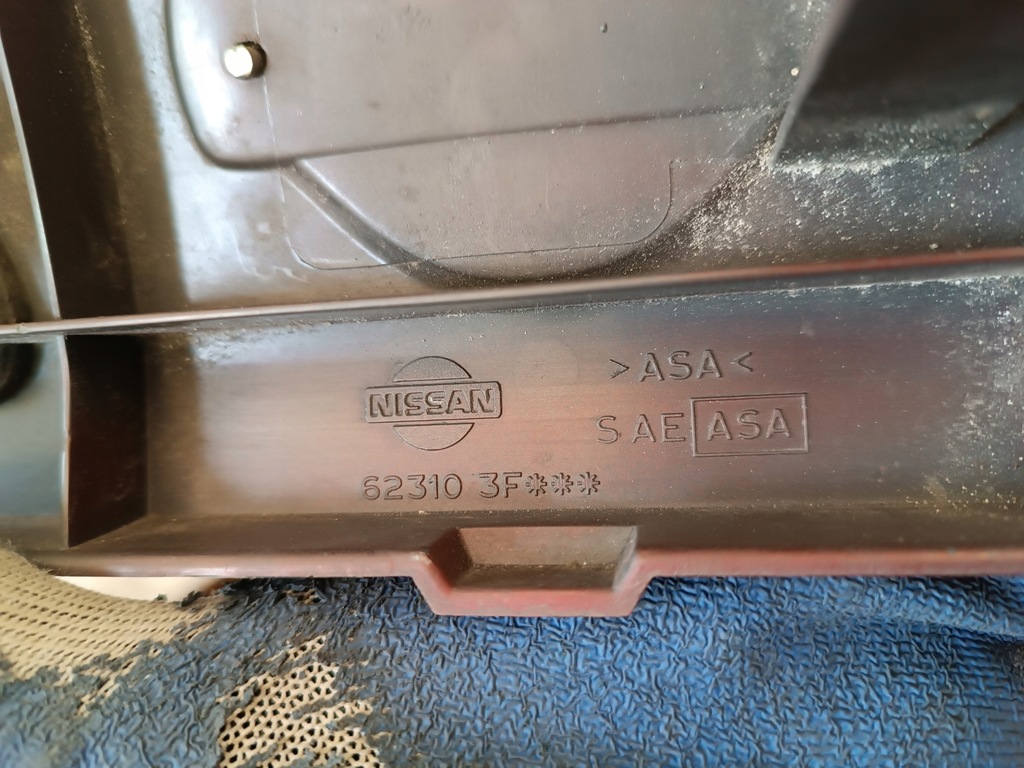 NISSAN
>ASA<
SAE ASA
62310 3F***